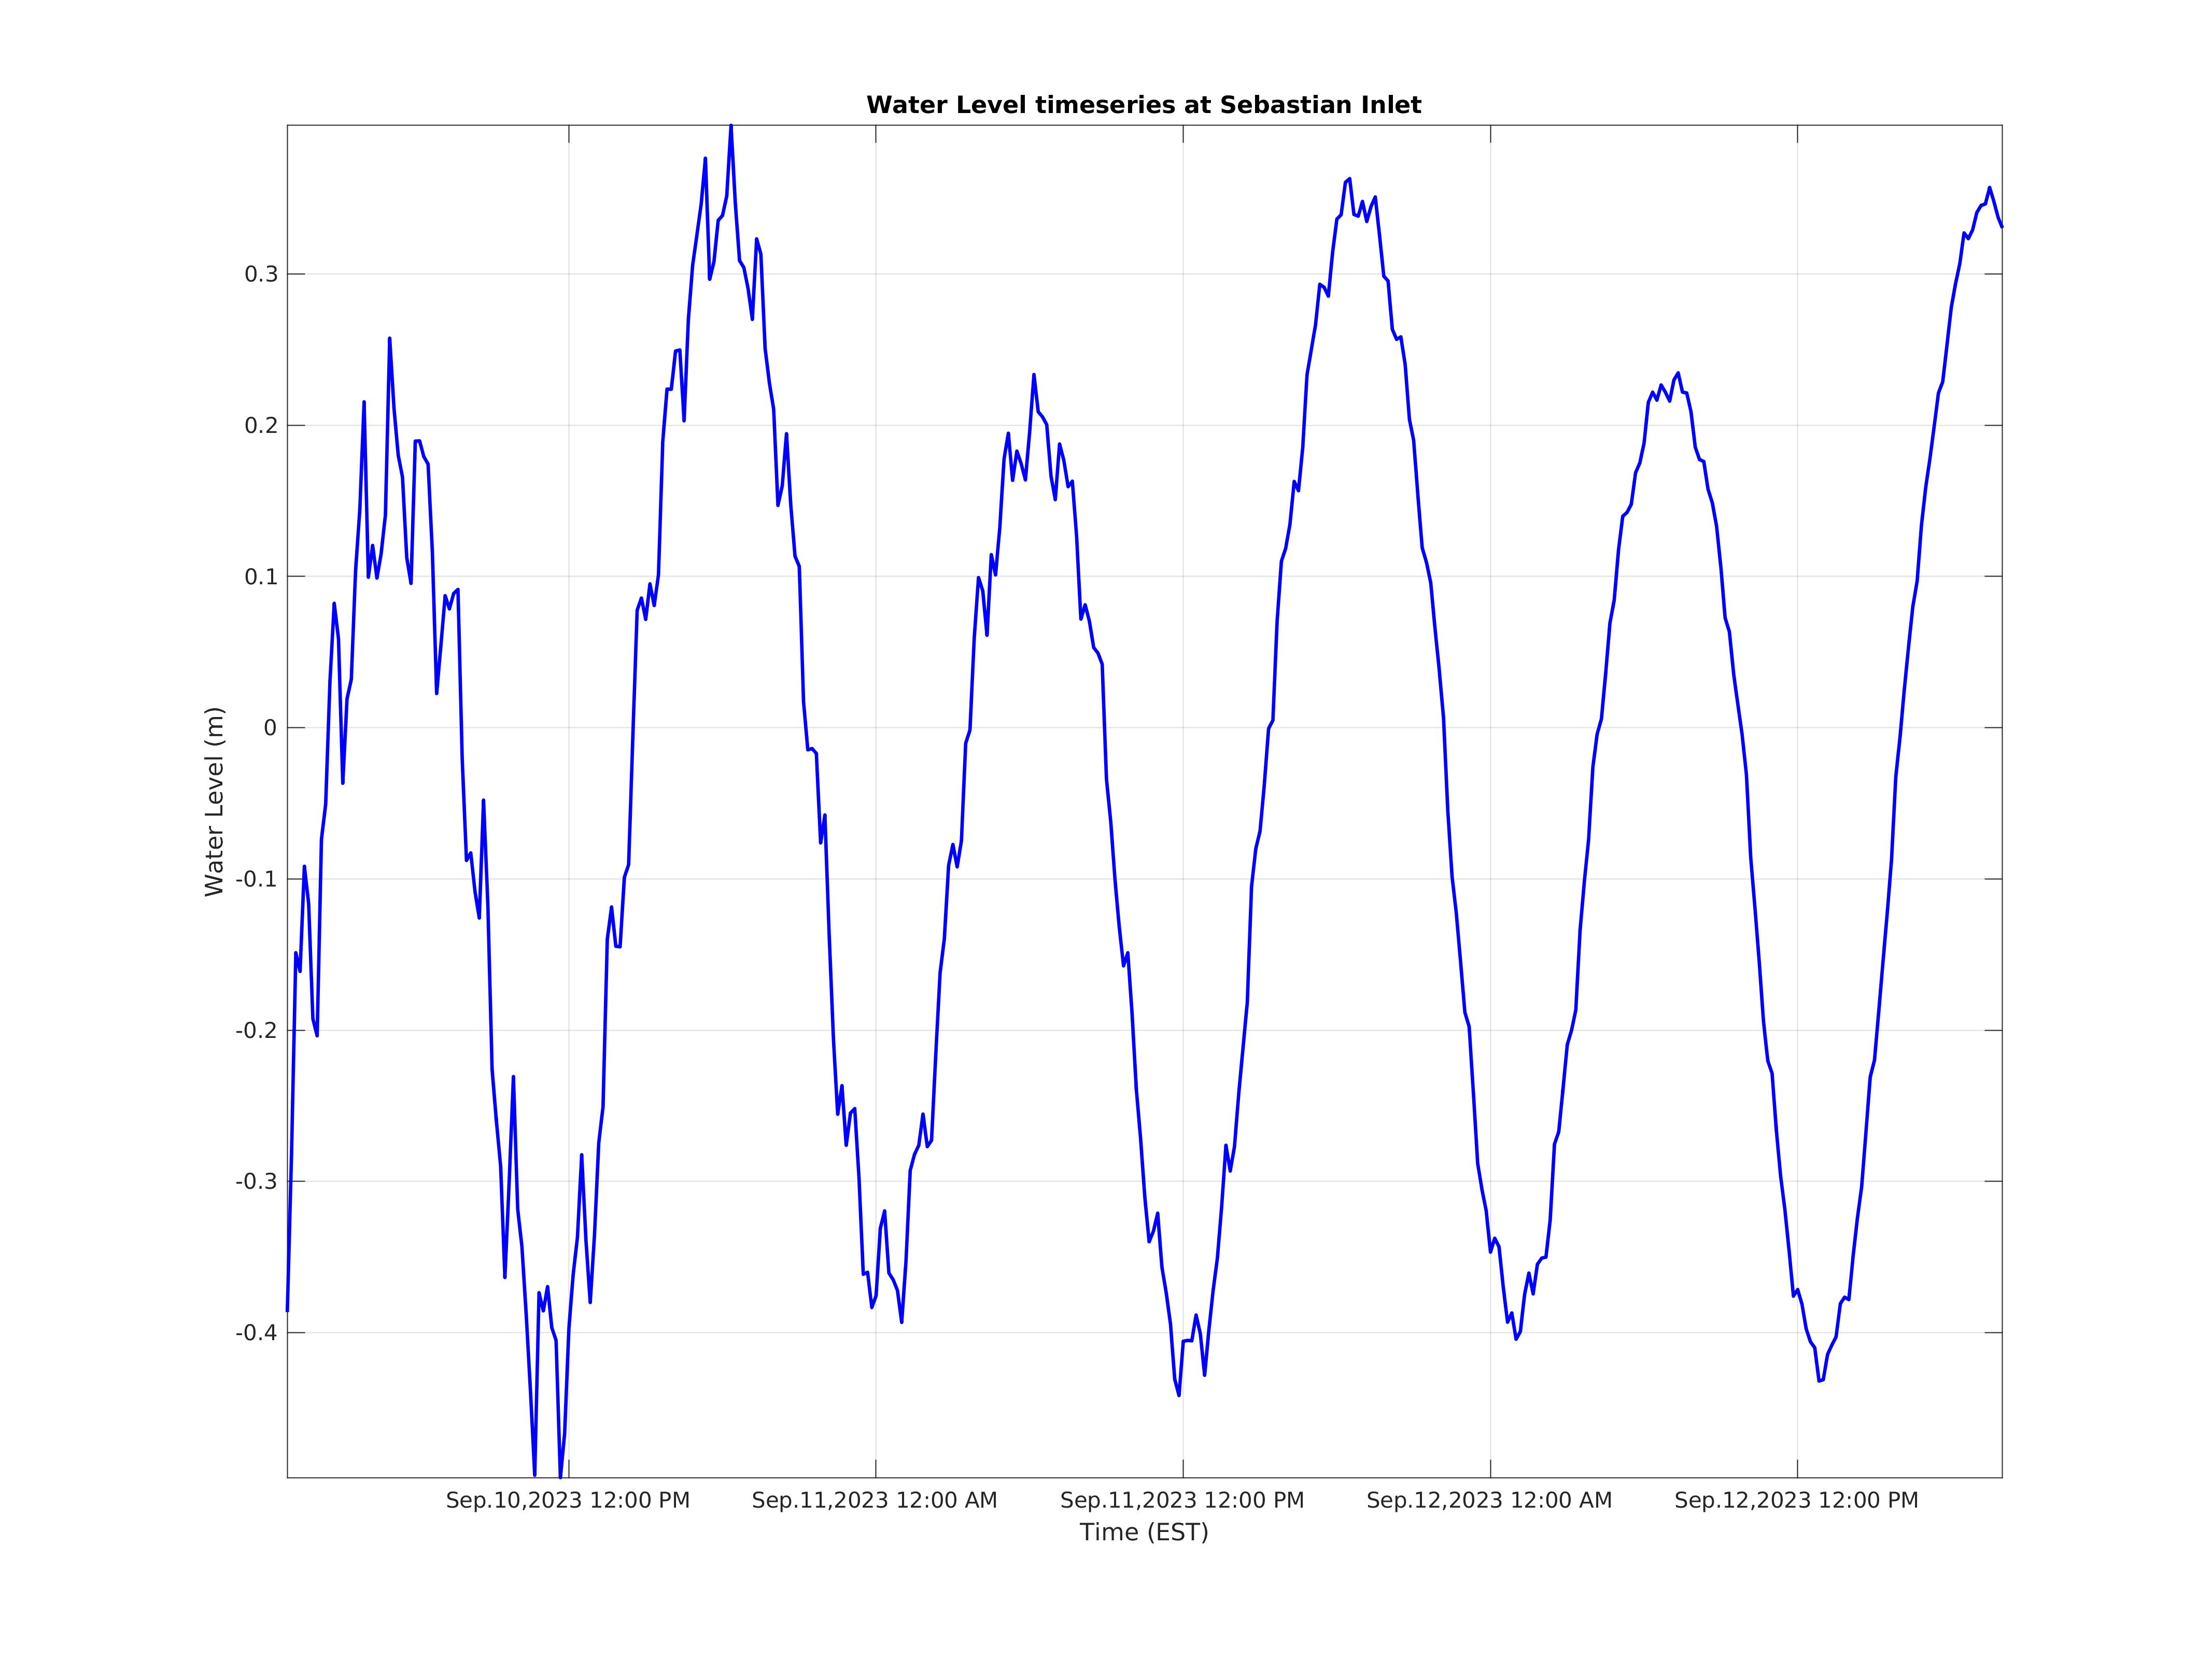 Water Level timeseries at Sebastian Inlet
0.3
0.2
0.1
0
-0.1
-0.2
-0.3
-0.4
Water Level (m)
Sep.10,2023 12:00 PM
Sep.11,2023 12:00 AM
Sep.11,2023 12:00 PM
Sep.12,2023 12:00 AM
Sep.12,2023 12:00 PM
Time (EST)